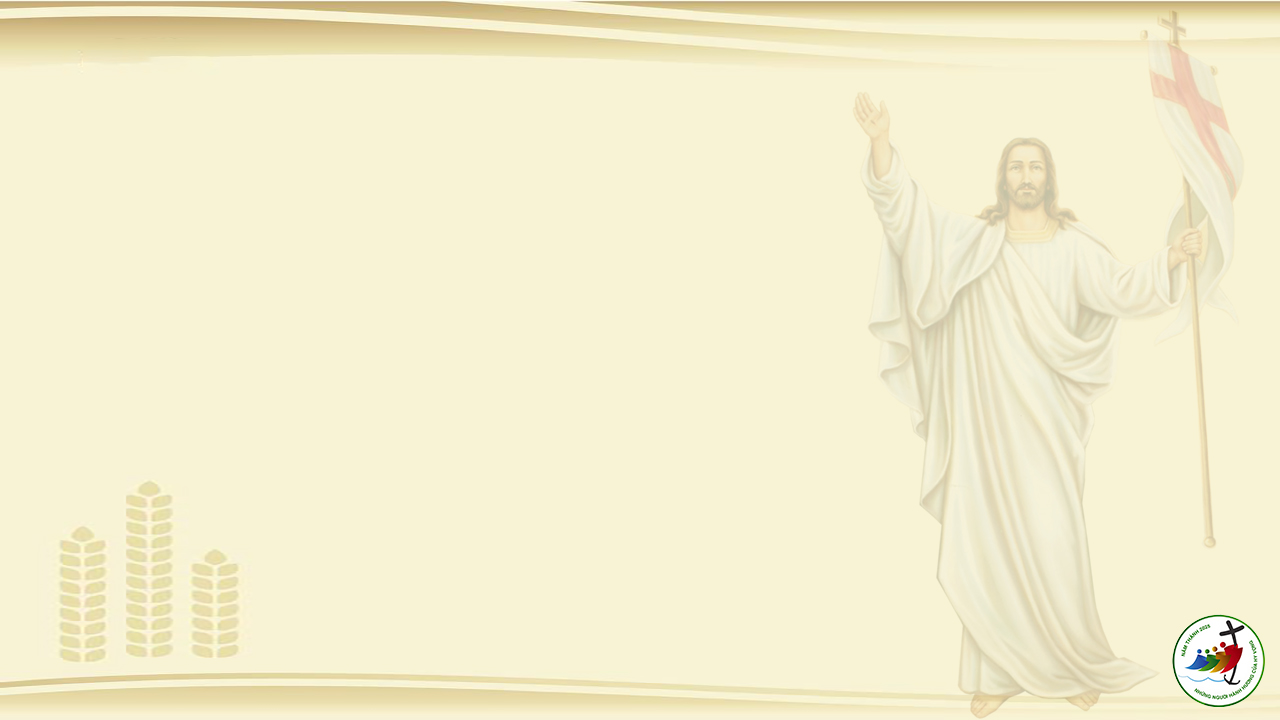 NĂM THÁNH 2025
NHỮNG NGƯỜI HÀNH HƯƠNG CỦA HY VỌNG